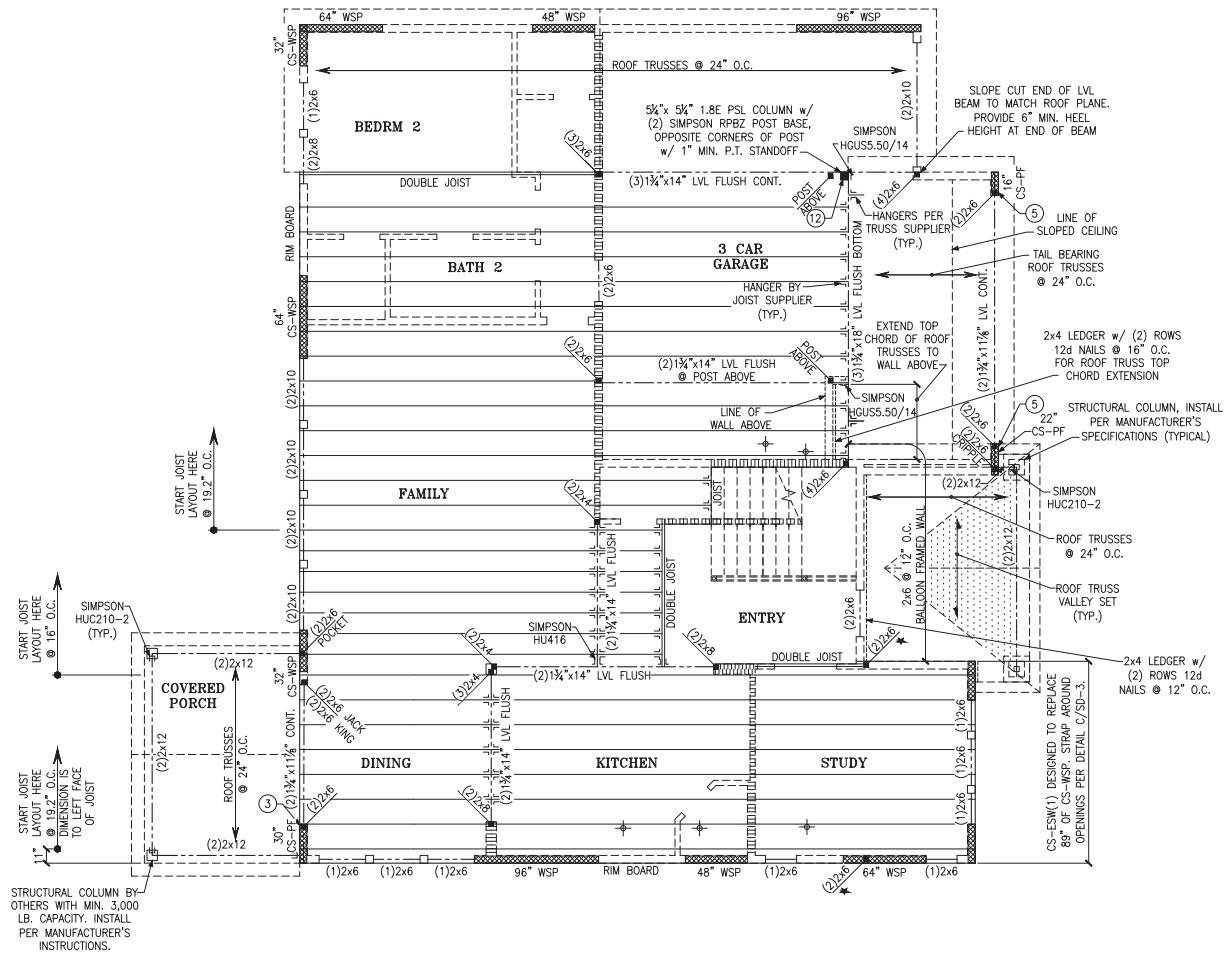 64" WSP
48" WSP
96" WSP
32"
CS-WSP
ROOF TRUSSES @ 24" O.C.
(1)2x6
(2)2x8
BEDRM 2
(3)2x6
5¼"x 5¼" 1.8E PSL COLUMN w/
(2) SIMPSON RPBZ POST BASE,
OPPOSITE CORNERS OF POST
w/ 1" MIN. P.T. STANDOFF
SIMPSON
HGUS5.50/14
(2)2x10
SLOPE CUT END OF LVL
BEAM TO MATCH ROOF PLANE.
PROVIDE 6" MIN. HEEL
HEIGHT AT END OF BEAM
DOUBLE JOIST
(3)1¾"x14" LVL FLUSH CONT.
POST
ABOVE
12
(4)2x6
16"
CS-PF
(2)2x6
5
RIM BOARD
HANGERS PER
TRUSS SUPPLIER
(TYP.)
LINE OF
SLOPED CEILING
3 CAR
GARAGE
BATH 2
(2)2x6
HANGER BY
JOIST SUPPLIER
(TYP.)
(3)1¾"x18" LVL FLUSH BOTTOM
TAIL BEARING
ROOF TRUSSES
@ 24" O.C.
(2)1¾"x11⅞" LVL CONT.
64"
CS-WSP
EXTEND TOP
CHORD OF ROOF
TRUSSES TO
WALL ABOVE
2x4 LEDGER w/ (2) ROWS
12d NAILS @ 16" O.C.
FOR ROOF TRUSS TOP
CHORD EXTENSION
(2)2x6
(2)1¾"x14" LVL FLUSH
@ POST ABOVE
POST
ABOVE
(2)2x10
LINE OF
WALL ABOVE
SIMPSON
HGUS5.50/14
5
22"
CS-PF
(2)2x6
(2)2x6
CRIPPLE
STRUCTURAL COLUMN, INSTALL
PER MANUFACTURER'S
SPECIFICATIONS (TYPICAL)
START JOIST
LAYOUT HERE
@ 19.2" O.C.
(2)2x10
FAMILY
(2)2x4
JOIST
(4)2x6
(2)2x12
SIMPSON
HUC210-2
(2)2x10
(2)1¾"x14" LVL FLUSH
DOUBLE JOIST
2x6 @ 12" O.C.
BALLOON FRAMED WALL
(2)2x12
ROOF TRUSSES
@ 24" O.C.
ROOF TRUSS
VALLEY SET
(TYP.)
START JOIST
LAYOUT HERE
@ 16" O.C.
SIMPSON
HUC210-2
(TYP.)
(2)2x10
(2)2x6
POCKET
SIMPSON
HU416
ENTRY
(2)2x6
(2)2x6
(2)2x12
(2)2x4
(2)2x8
DOUBLE JOIST
2x4 LEDGER w/
(2) ROWS 12d
NAILS @ 12" O.C.
COVERED
PORCH
32"
CS-WSP
(3)2x4
(2)1¾"x14" LVL FLUSH
(2)2x6 JACK
(2)2x6 KING
(2)2x12
ROOF TRUSSES
@ 24" O.C.
(2)1¾"x11⅞" CONT.
DINING
(2)1¾"x14" LVL FLUSH
KITCHEN
STUDY
(1)2x6
(1)2x6
(1)2x6
CS-ESW(1) DESIGNED TO REPLACE
89" OF CS-WSP. STRAP AROUND
OPENINGS PER DETAIL C/SD-3.
START JOIST
LAYOUT HERE
@ 19.2" O.C.
DIMENSION IS
TO LEFT FACE
OF JOIST
11"
3
(2)2x6
(2)2x8
(2)2x12
30"
CS-PF
(1)2x6
(1)2x6
(1)2x6
96" WSP
RIM BOARD
48" WSP
(1)2x6
(2)2x6
64" WSP
(1)2x6
STRUCTURAL COLUMN BY
OTHERS WITH MIN. 3,000
LB. CAPACITY. INSTALL
PER MANUFACTURER'S
INSTRUCTIONS.